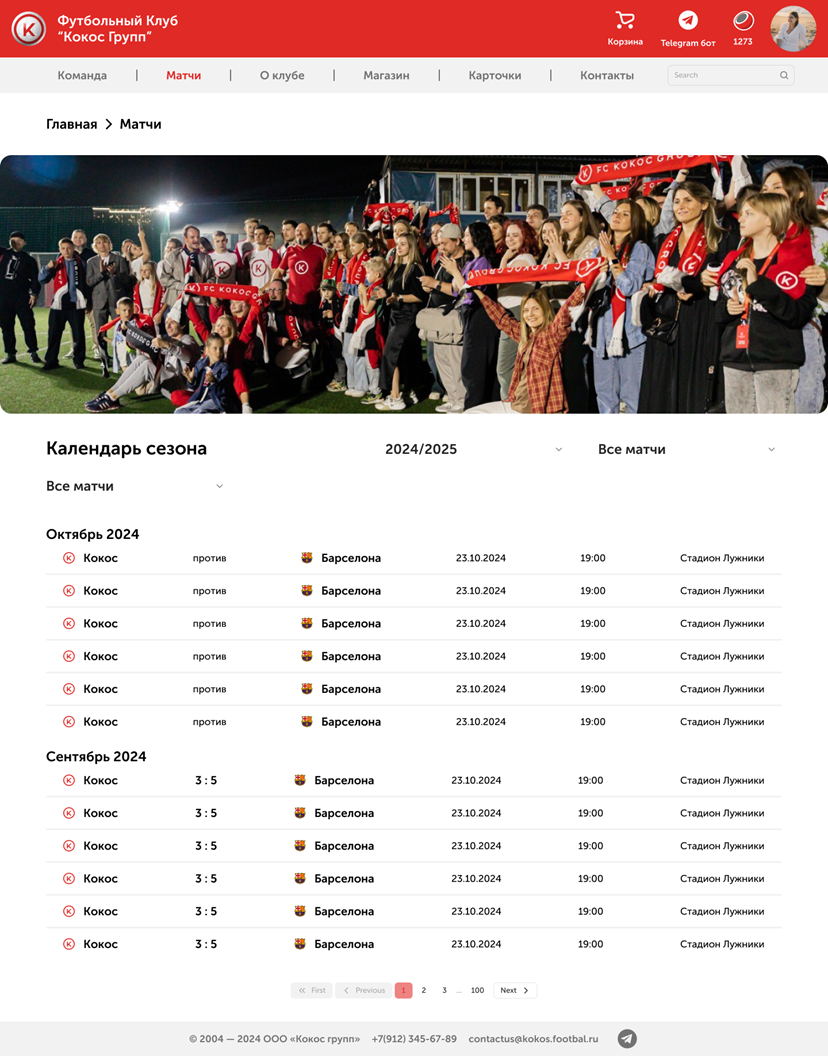 Футбольный Клуб
“Кокос Групп”
Корзина
Telegram бот
1273
Команда | Матчи | О клубе | Магазин | Карточки | Контакты
Search
Главная > Матчи
FC KOKOC GROUP
FC KOKOC G
Календарь сезона
2024/2025
Все матчи
Все матчи
Октябрь 2024
Кокос против Барселона 23.10.2024 19:00 Стадион Лужники
Кокос против Барселона 23.10.2024 19:00 Стадион Лужники
Кокос против Барселона 23.10.2024 19:00 Стадион Лужники
Кокос против Барселона 23.10.2024 19:00 Стадион Лужники
Кокос против Барселона 23.10.2024 19:00 Стадион Лужники
Кокос против Барселона 23.10.2024 19:00 Стадион Лужники
Сентябрь 2024
Кокос 3 : 5 Барселона 23.10.2024 19:00 Стадион Лужники
Кокос 3 : 5 Барселона 23.10.2024 19:00 Стадион Лужники
Кокос 3 : 5 Барселона 23.10.2024 19:00 Стадион Лужники
Кокос 3 : 5 Барселона 23.10.2024 19:00 Стадион Лужники
Кокос 3 : 5 Барселона 23.10.2024 19:00 Стадион Лужники
Кокос 3 : 5 Барселона 23.10.2024 19:00 Стадион Лужники
« First < Previous 1 2 3 ... 100 Next >
© 2004 — 2024 ООО «Кокос групп» +7(912) 345-67-89 contactus@kokos.footbal.ru